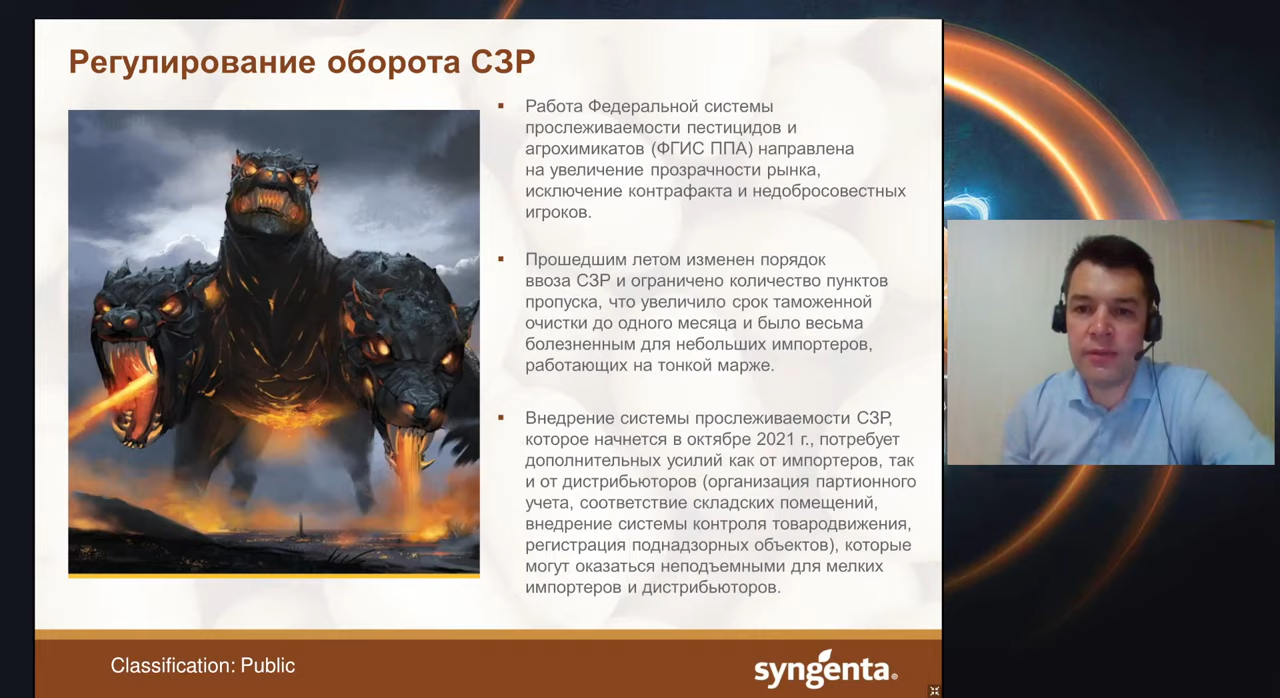 Регулирование оборота СЗР
Работа Федеральной системы
прослеживаемости пестицидов и
агрохимикатов (ФГИС ППА) направлена
на увеличение прозрачности рынка,
исключение контрафакта и недобросовестных
игроков.
Прошедшим летом изменен порядок
ввоза СЗР и ограничено количество пунктов
пропуска, что увеличило срок таможенной
очистки до одного месяца и было весьма
болезненным для небольших импортеров,
работающих на тонкой марже.
Внедрение системы прослеживаемости СЗР,
которое начнется в октябре 2021 г., потребует
дополнительных усилий как от импортеров, так
и от дистрибьюторов (организация партионного
учета, соответствие складских помещений,
внедрение системы контроля товародвижения,
регистрация поднадзорных объектов), которые
могут оказаться неподъемными для мелких
импортеров и дистрибьюторов.
Classification: Public
syngenta®